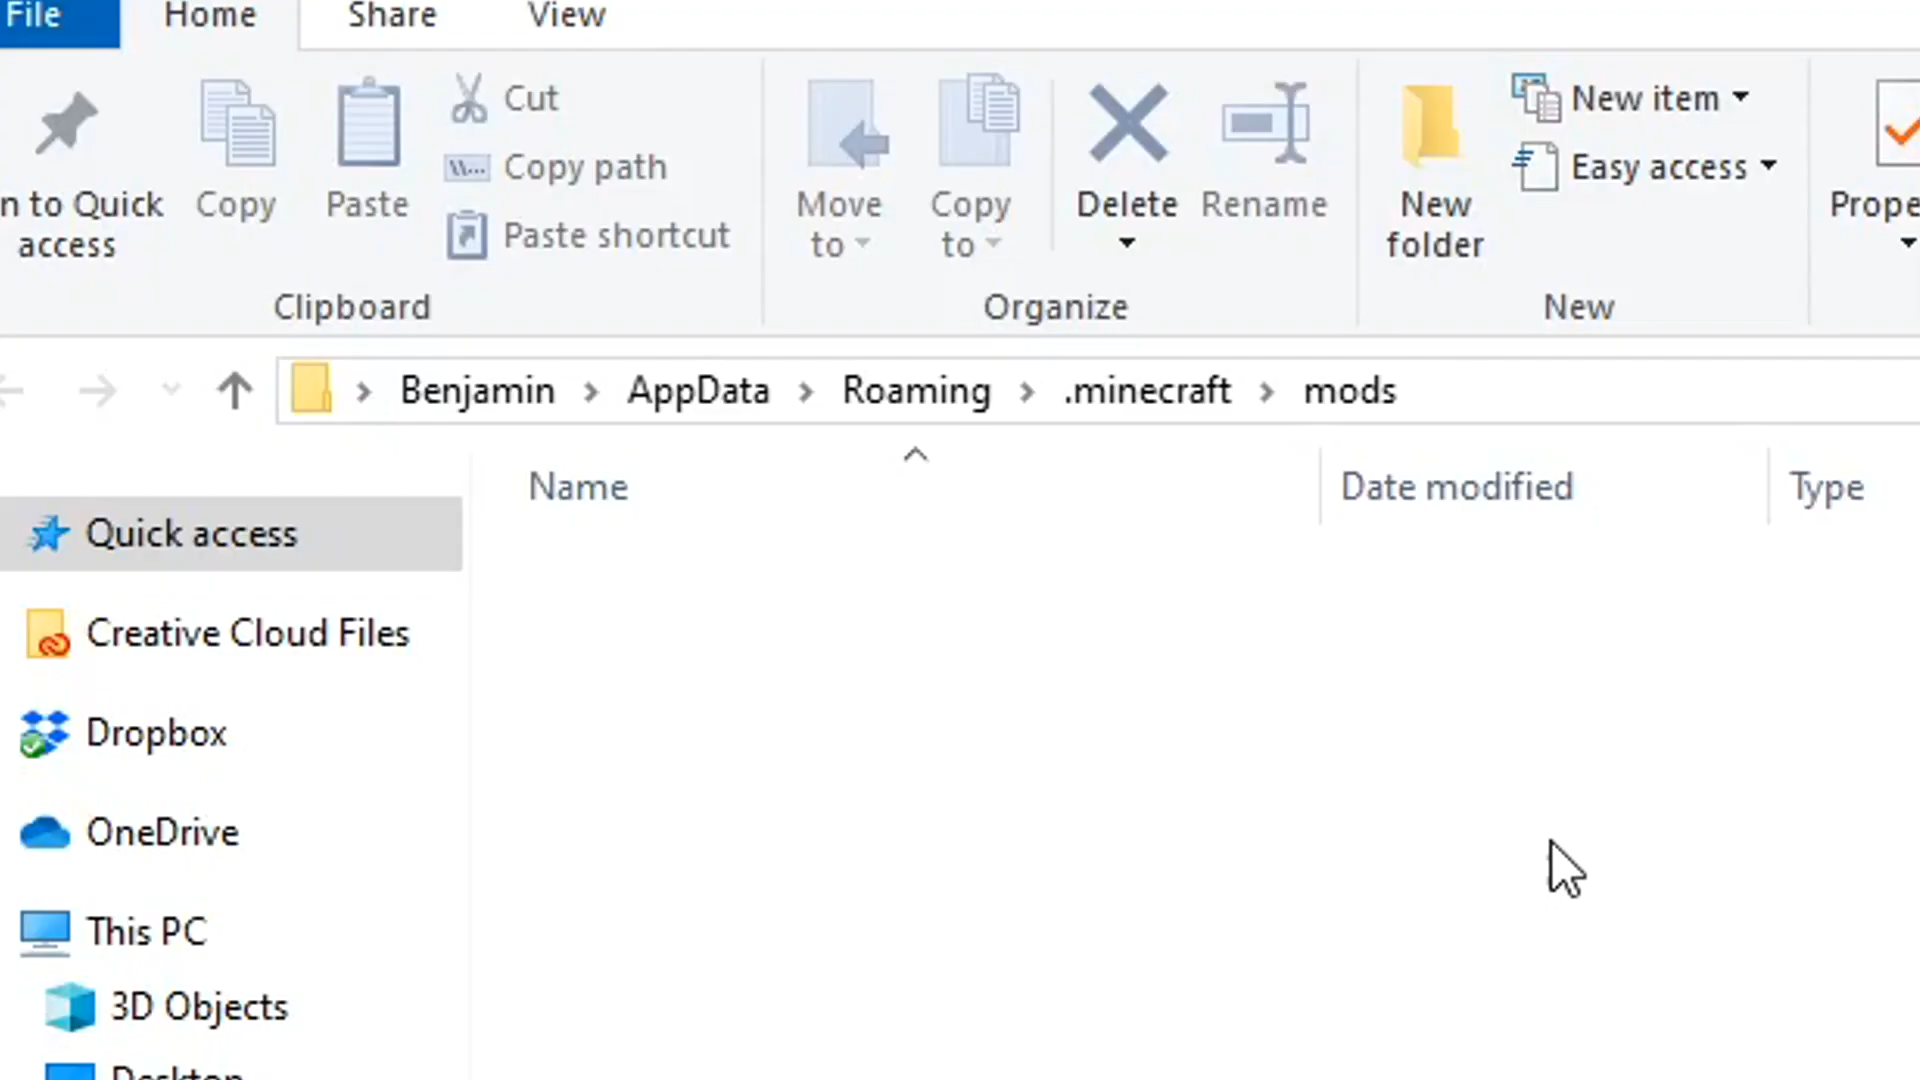 File Home Share View
Cut
Copy path
Paste shortcut
n to Quick
access
Copy
Paste
Move
to
Copy
to
Delete
Rename
New
folder
New item
Easy access
Prope
Clipboard Organize New
Benjamin > AppData > Roaming > .minecraft > mods
Name Date modified Type
Quick access
Creative Cloud Files
Dropbox
OneDrive
This PC
3D Objects
Desktop